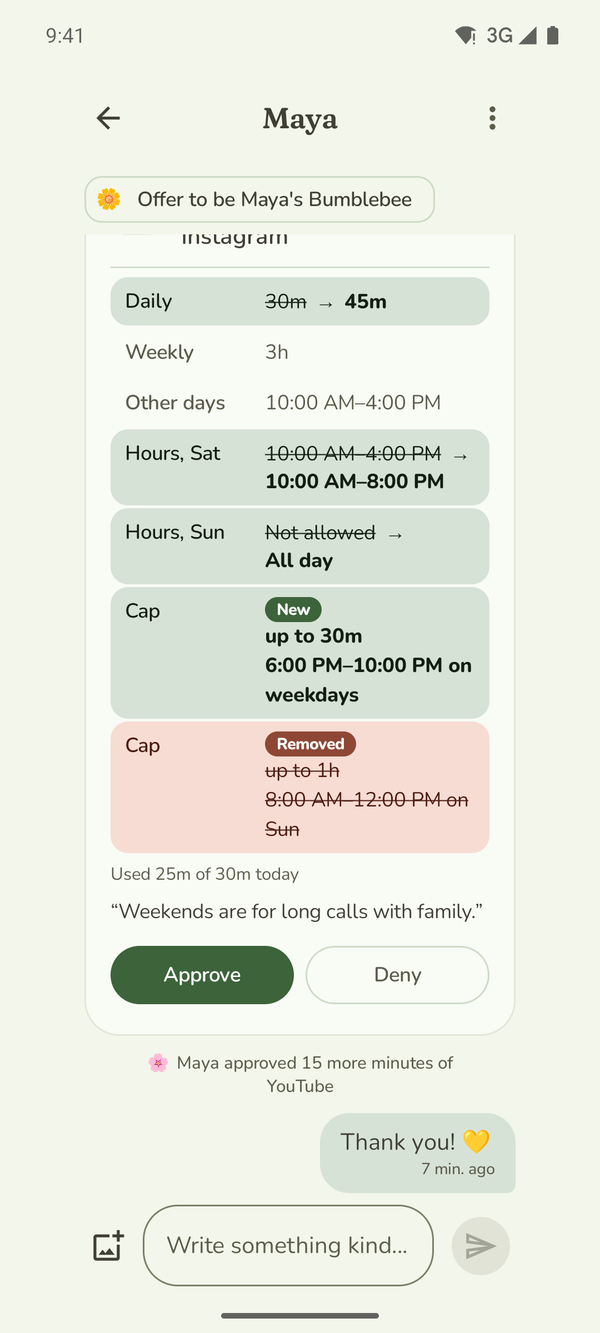 9:41
3G
Maya
Offer to be Maya's Bumblebee
Instagram
Daily 30m → 45m
Weekly 3h
Other days 10:00 AM–4:00 PM
Hours, Sat 10:00 AM–4:00 PM →
10:00 AM–8:00 PM
Hours, Sun Not allowed →
All day
Cap New
up to 30m
6:00 PM–10:00 PM on
weekdays
Cap Removed
up to 1h
8:00 AM–12:00 PM on
Sun
Used 25m of 30m today
“Weekends are for long calls with family.”
Approve Deny
🌸 Maya approved 15 more minutes of
YouTube
Thank you! 💛
7 min. ago
Write something kind...